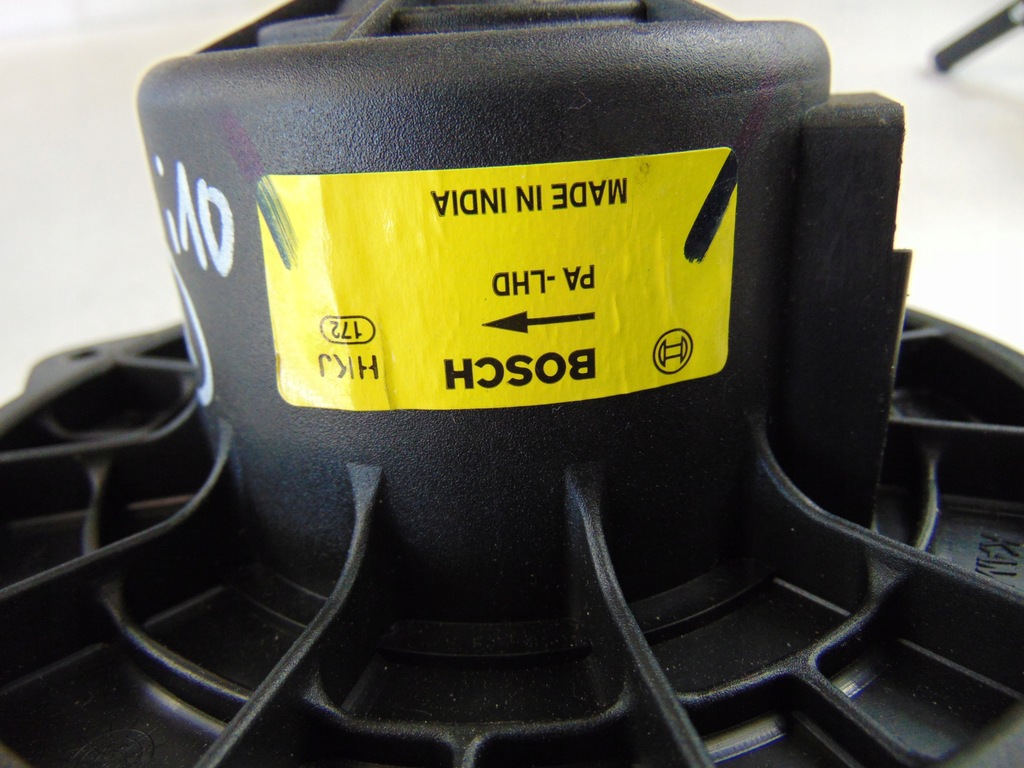 BOSCH
HKJ
172
PA - LHD
MADE IN INDIA